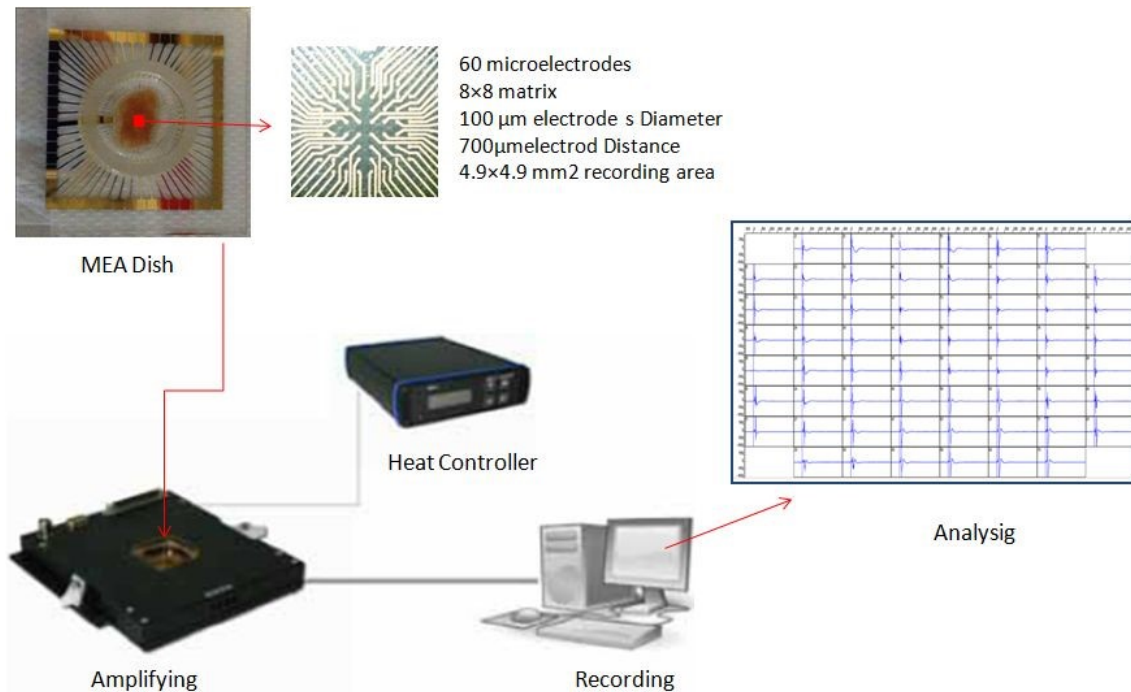 60 microelectrodes
8×8 matrix
100 µm electrode s Diameter
700µmelectrod Distance
4.9×4.9 mm2 recording area
MEA Dish
Heat Controller
Analysig
Amplifying
Recording